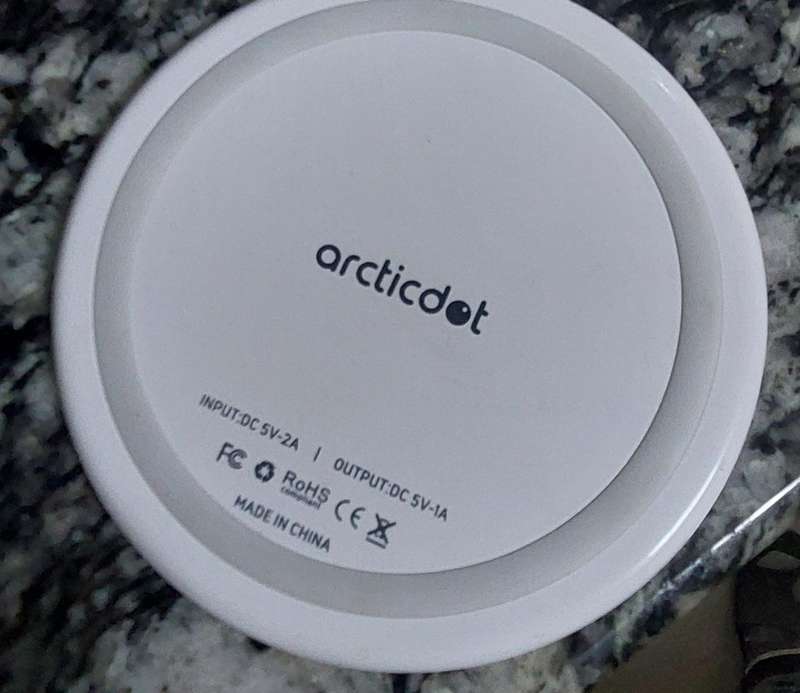 arcticdot
INPUT:DC 5V-2A | OUTPUT:DC 5V-1A
FC RoHS CE
compliant
MADE IN CHINA